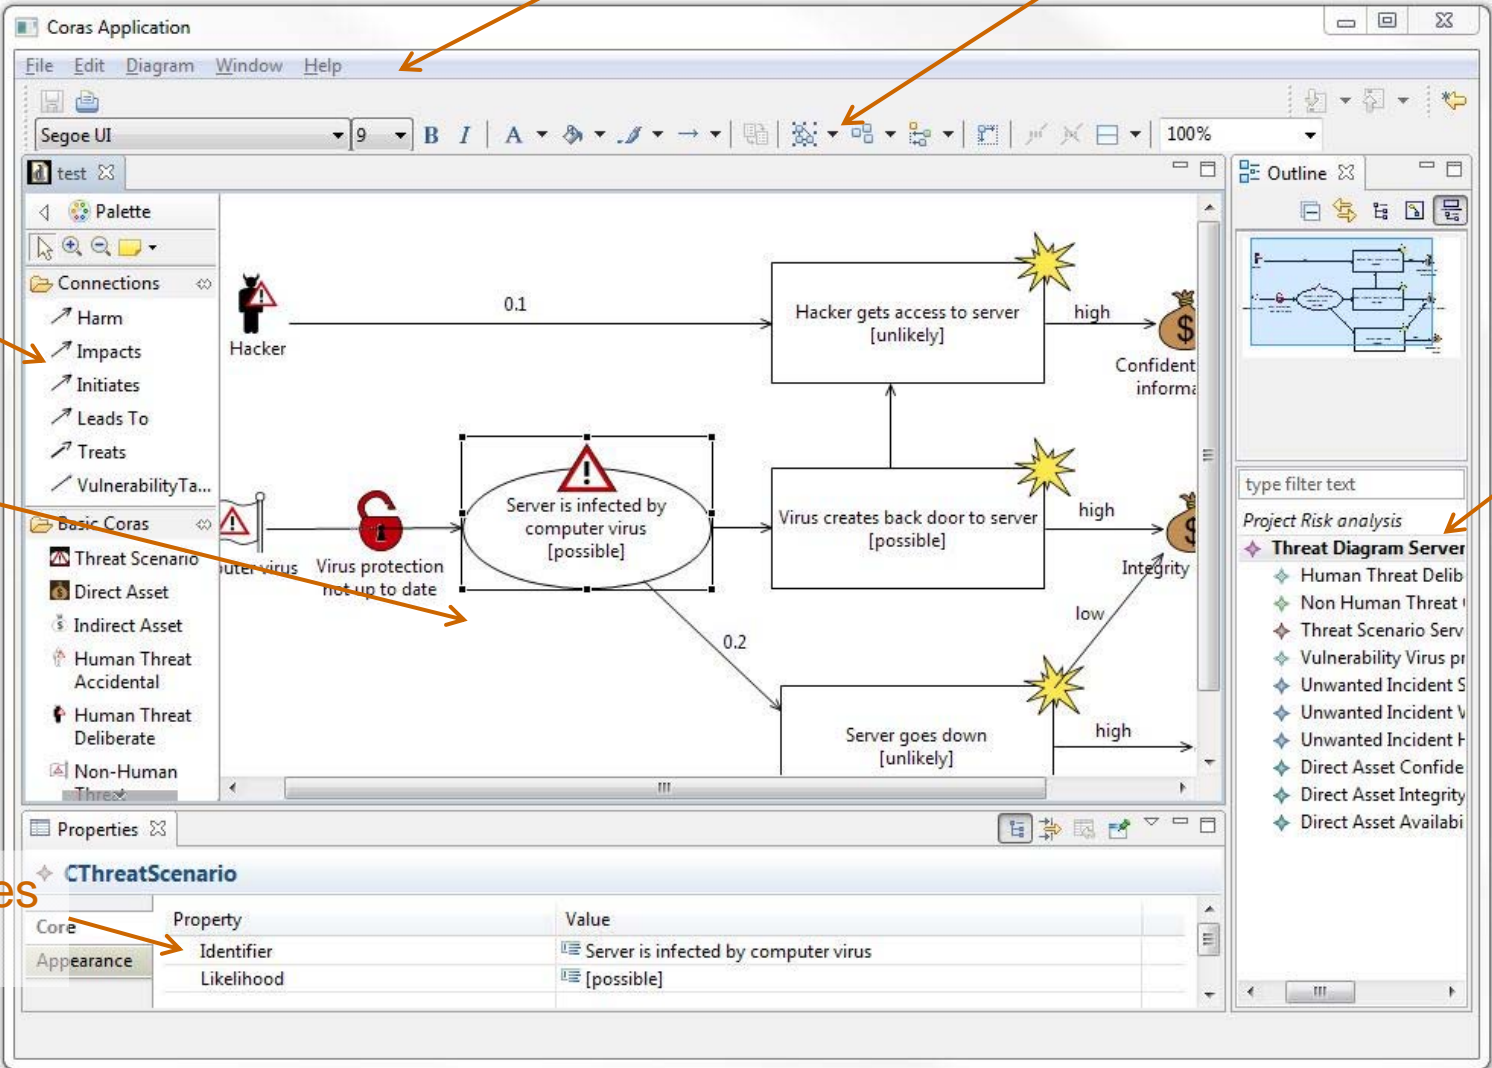 Coras Application
File Edit Diagram Window Help
Segoe UI 9 B I A 100%
test
Palette
Connections
Harm
Impacts
Initiates
Leads To
Treats
VulnerabilityTa...
Basic Coras
Threat Scenario
Direct Asset
Indirect Asset
Human Threat
Accidental
Human Threat
Deliberate
Non-Human
Threat
Hacker
0.1
Hacker gets access to server
[unlikely]
high
$
Confident
informa
uter virus
Virus protection
not up to date
Server is infected by
computer virus
[possible]
Virus creates back door to server
[possible]
high
Integrity
low
0.2
Server goes down
[unlikely]
high
Outline
type filter text
Project Risk analysis
Threat Diagram Server
Human Threat Delib
Non Human Threat
Threat Scenario Serv
Vulnerability Virus pr
Unwanted Incident S
Unwanted Incident V
Unwanted Incident H
Direct Asset Confide
Direct Asset Integrity
Direct Asset Availabi
Properties
CThreatScenario
es
Core
Appearance
Property Value
Identifier Server is infected by computer virus
Likelihood [possible]